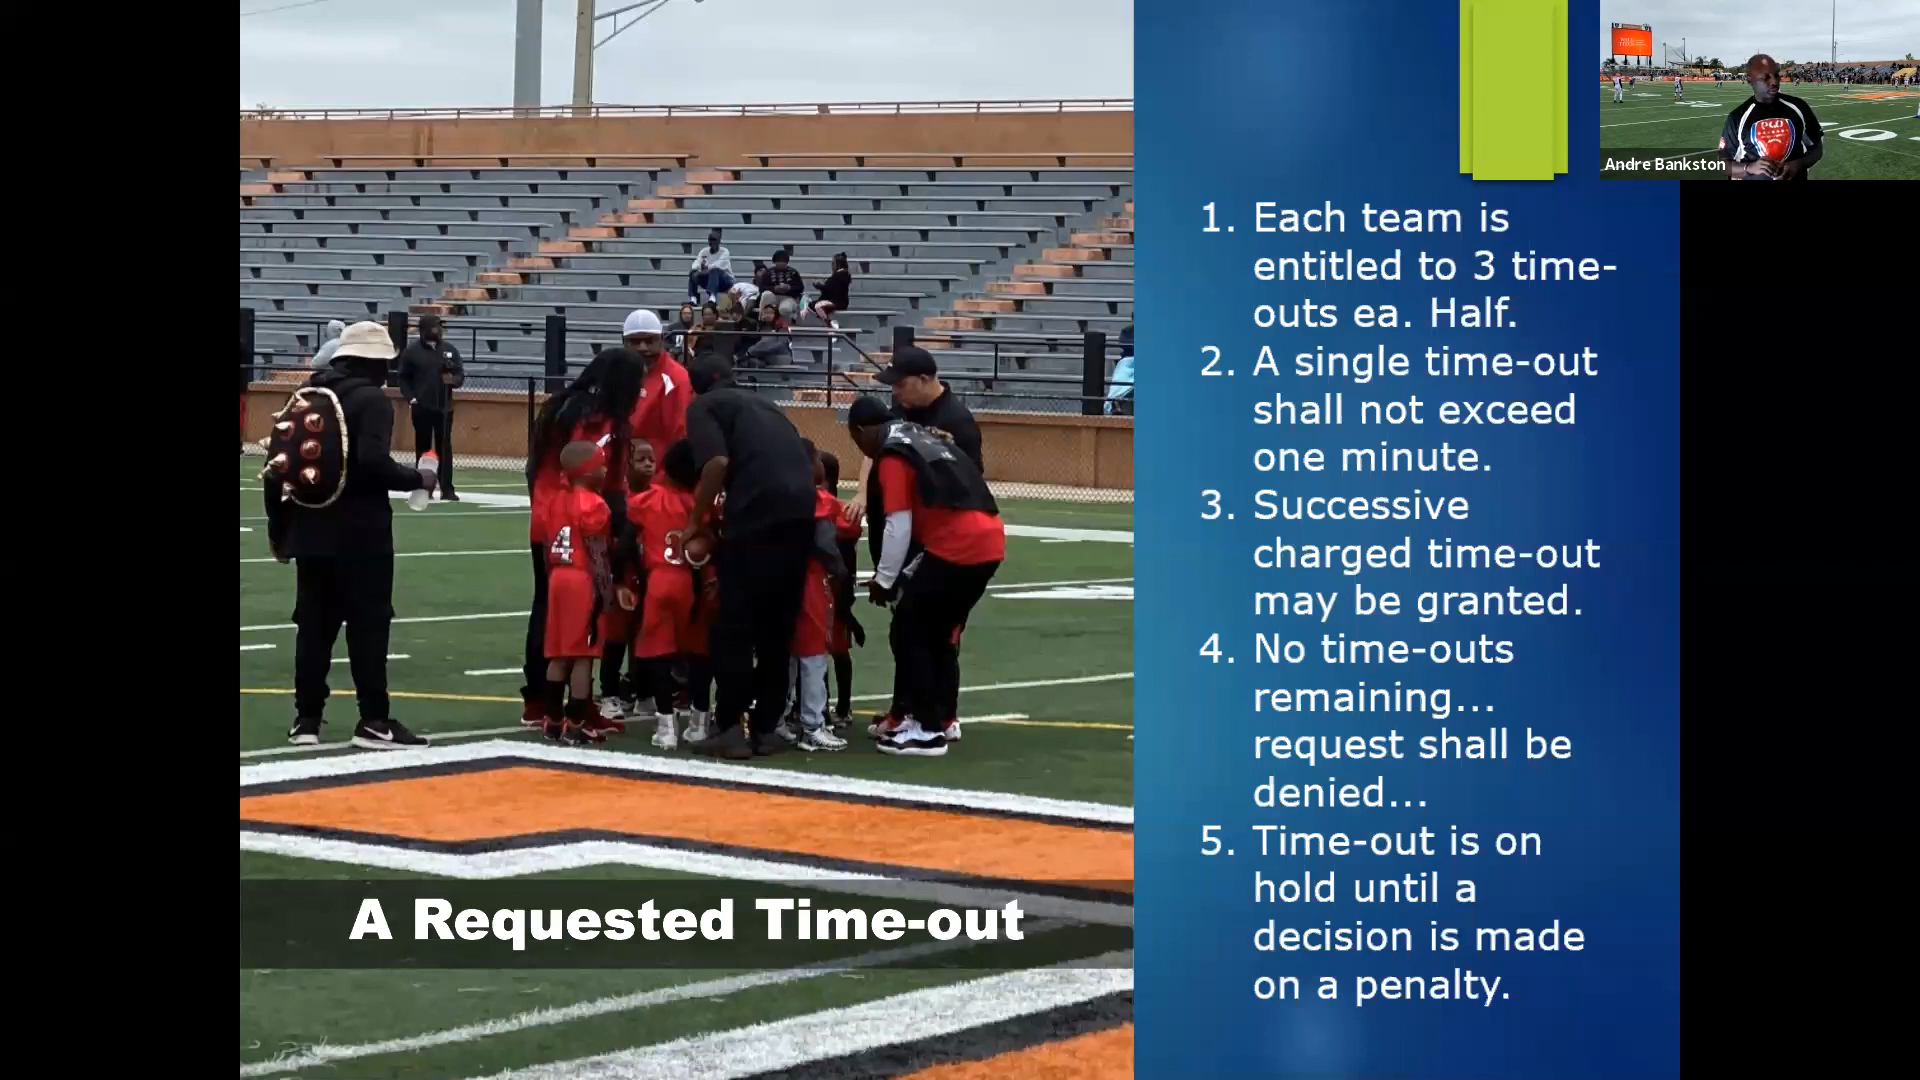 Andre Bankston
1. Each team is
entitled to 3 time-
outs ea. Half.
2. A single time-out
shall not exceed
one minute.
3. Successive
charged time-out
may be granted.
4. No time-outs
remaining...
request shall be
denied...
5. Time-out is on
hold until a
decision is made
on a penalty.
4
3
A Requested Time-out